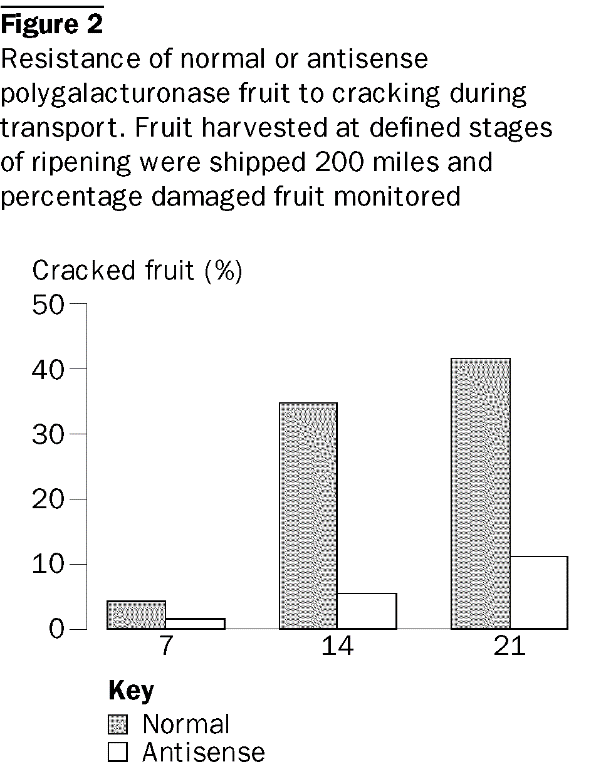 Figure 2
Resistance of normal or antisense
polygalacturonase fruit to cracking during
transport. Fruit harvested at defined stages
of ripening were shipped 200 miles and
percentage damaged fruit monitored
Cracked fruit (%)
50
40
30
20
10
0
7 14 21
Key
Normal
Antisense